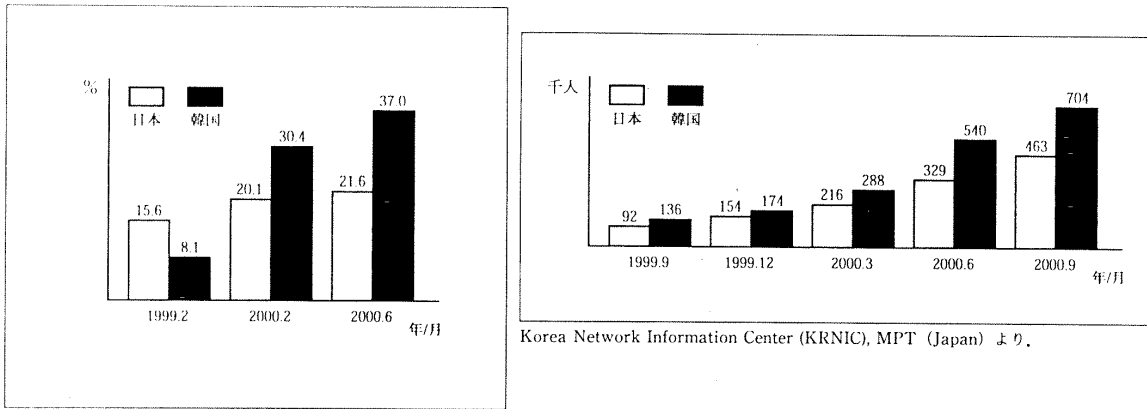 %
日本 韓国
15.6
8.1
20.1
30.4
21.6
37.0
1999.2 2000.2 2000.6
年/月
千人
日本 韓国
92
136
154
174
216
288
329
540
463
704
1999.9 1999.12 2000.3 2000.6 2000.9
年/月
Korea Network Information Center (KRNIC), MPT (Japan) より.